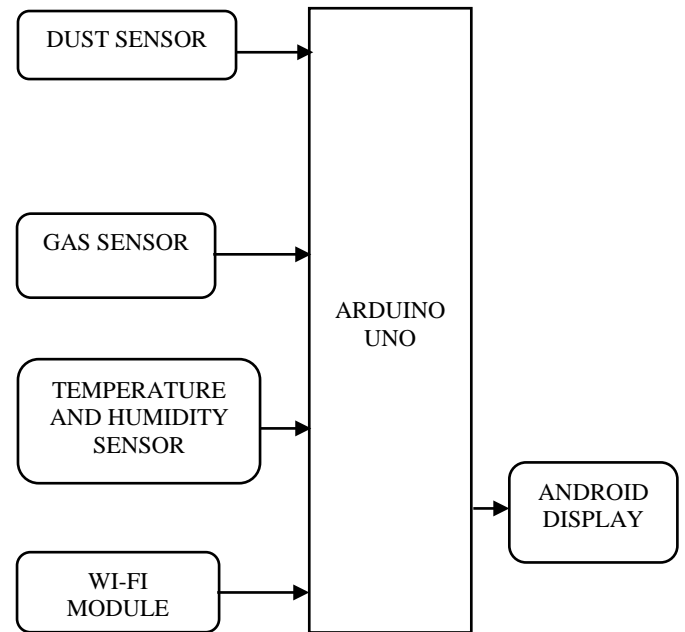 DUST SENSOR
GAS SENSOR
ARDUINO
UNO
TEMPERATURE
AND HUMIDITY
SENSOR
ANDROID
DISPLAY
WI-FI
MODULE